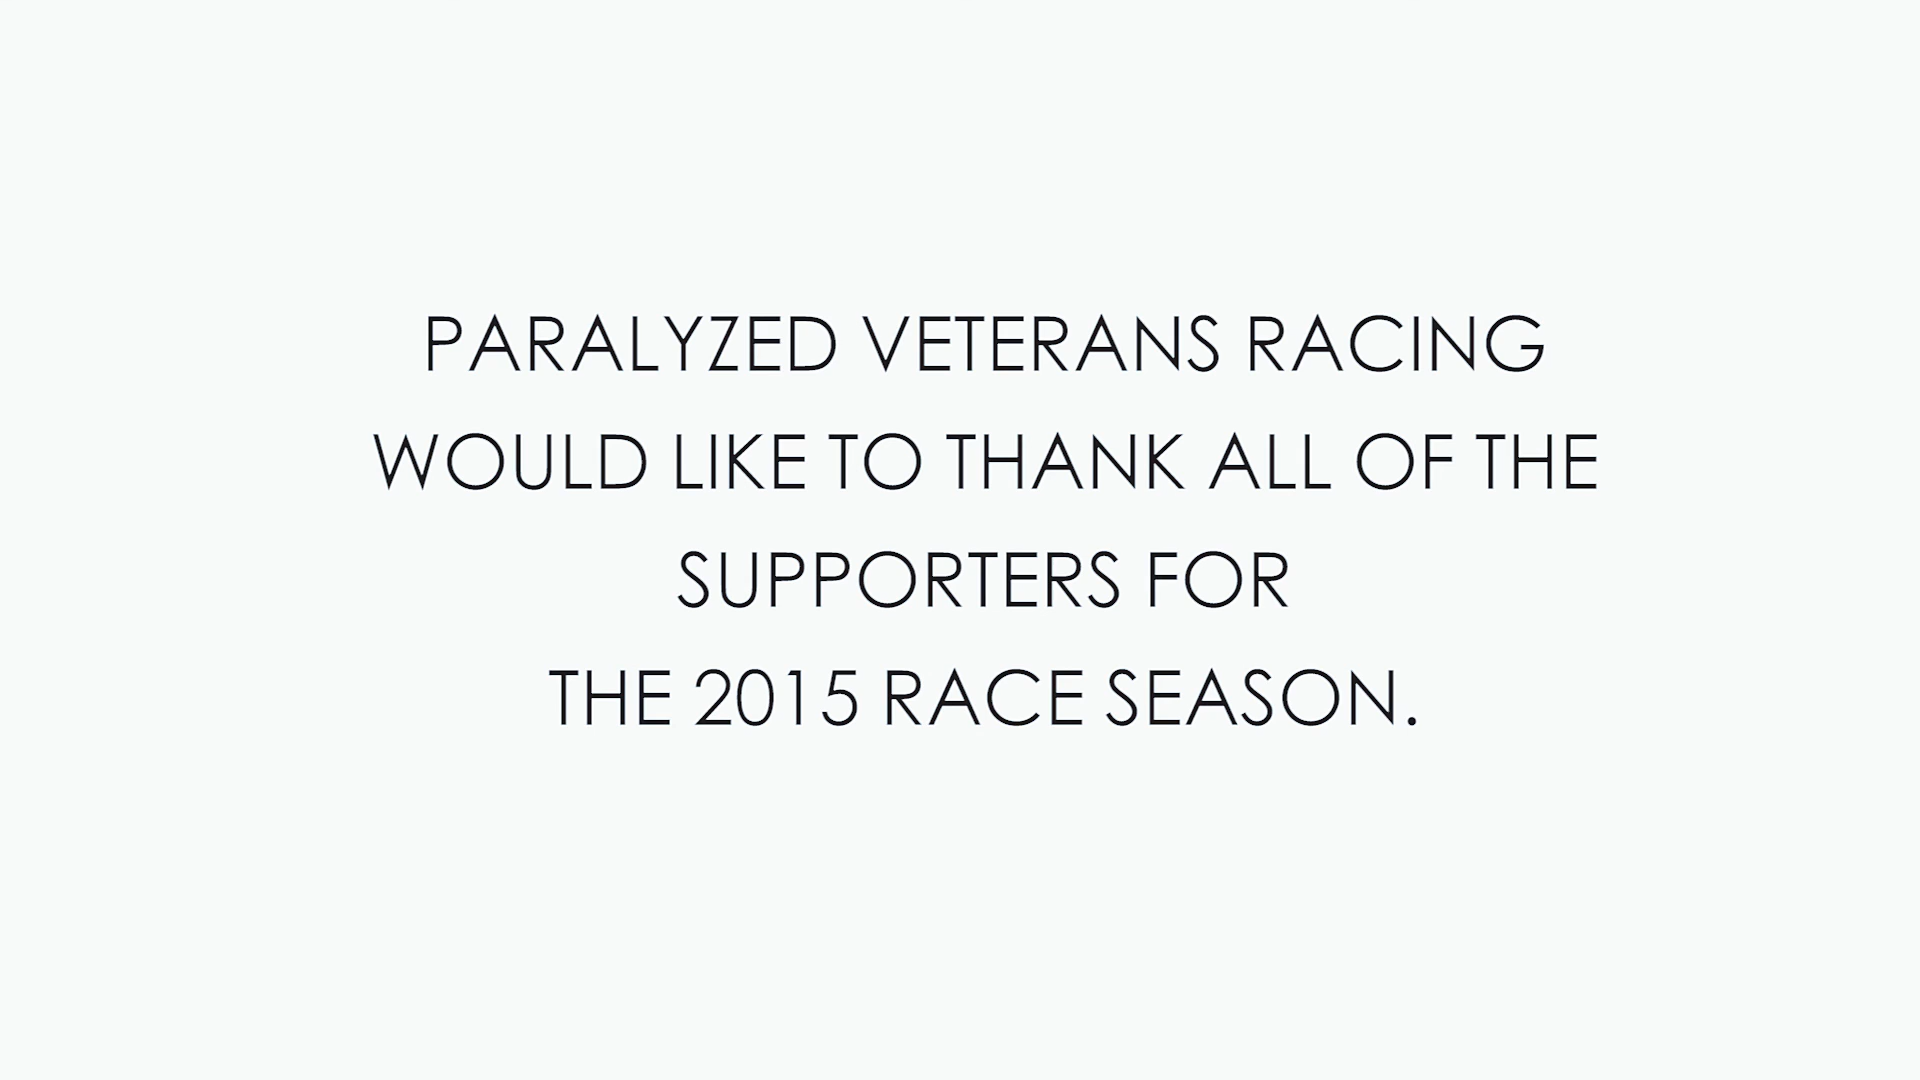 PARALYZED VETERANS RACING
WOULD LIKE TO THANK ALL OF THE
SUPPORTERS FOR
THE 2015 RACE SEASON.